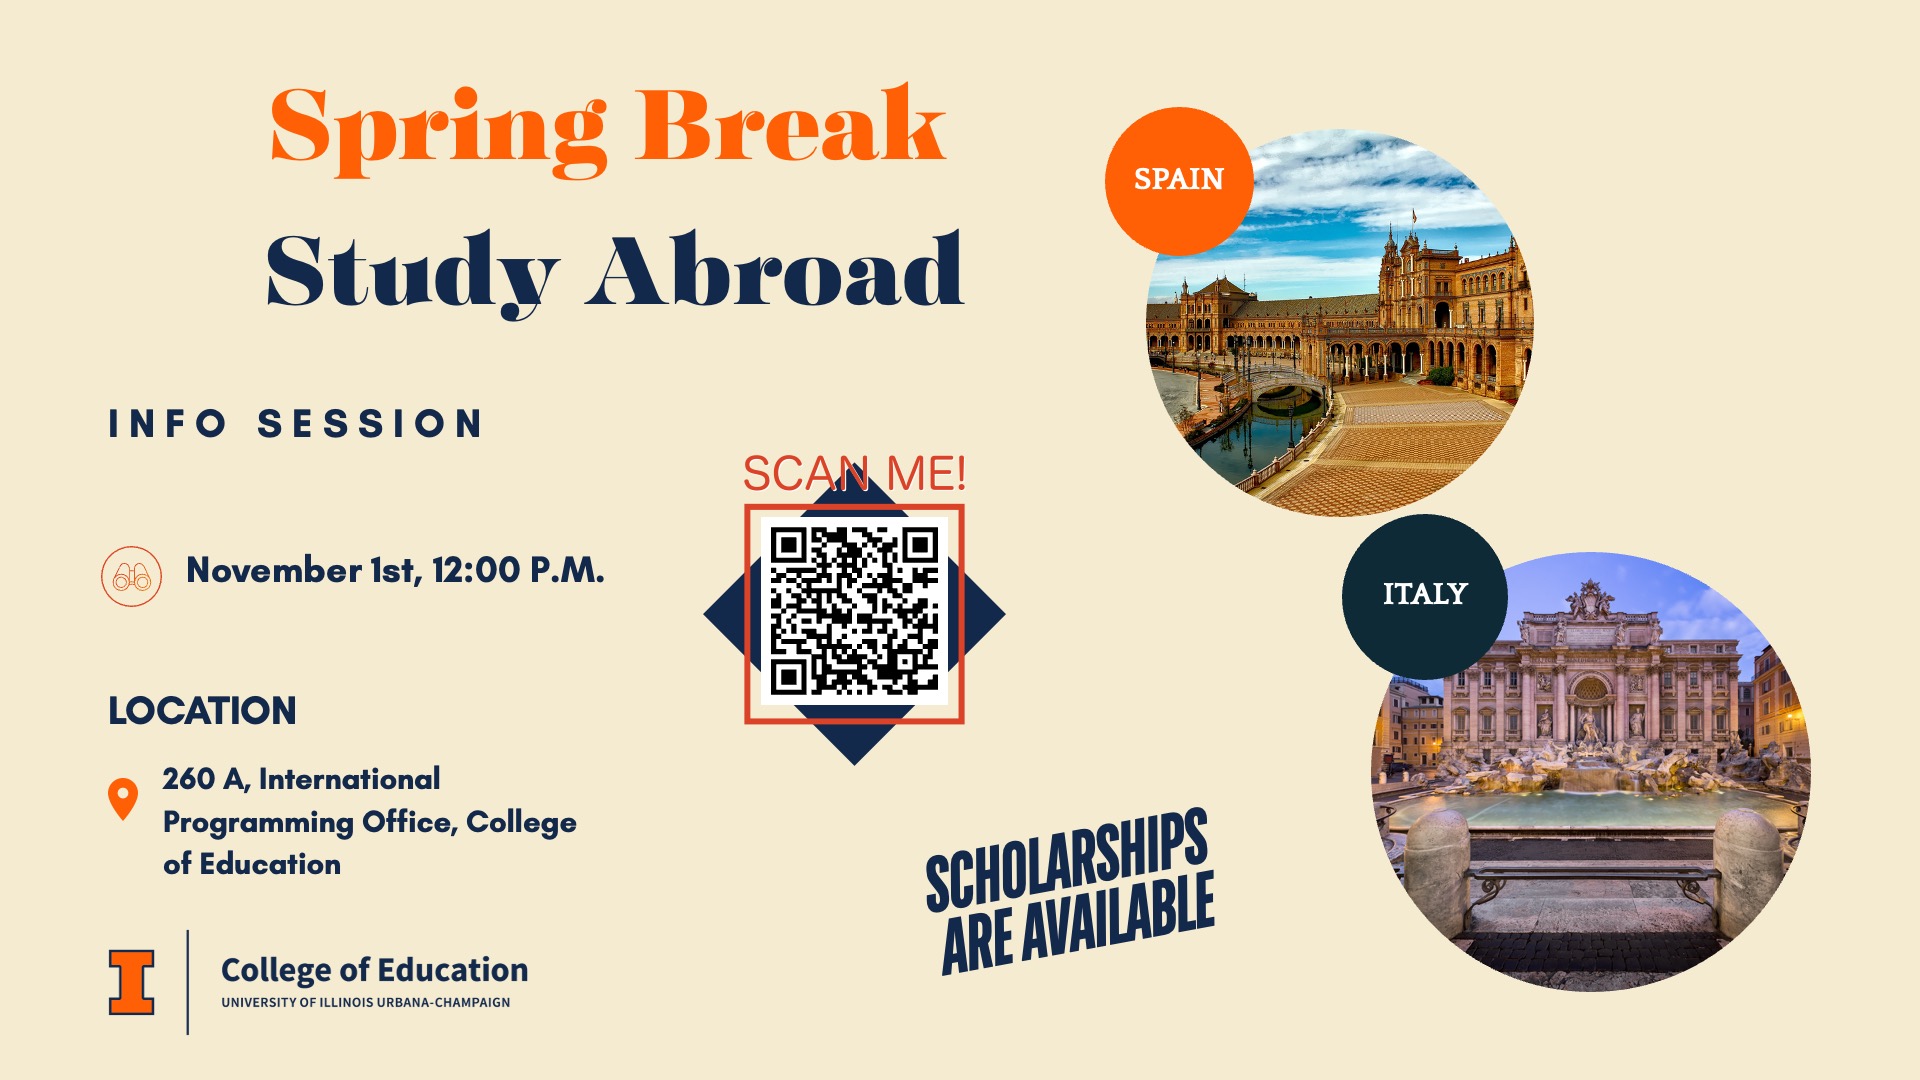 Spring Break
Study Abroad
INFO SESSION
November 1st, 12:00 P.M.
LOCATION
260 A, International
Programming Office, College
of Education
College of Education
UNIVERSITY OF ILLINOIS URBANA-CHAMPAIGN
SCAN ME!
SCHOLARSHIPS
ARE AVAILABLE
SPAIN
ITALY